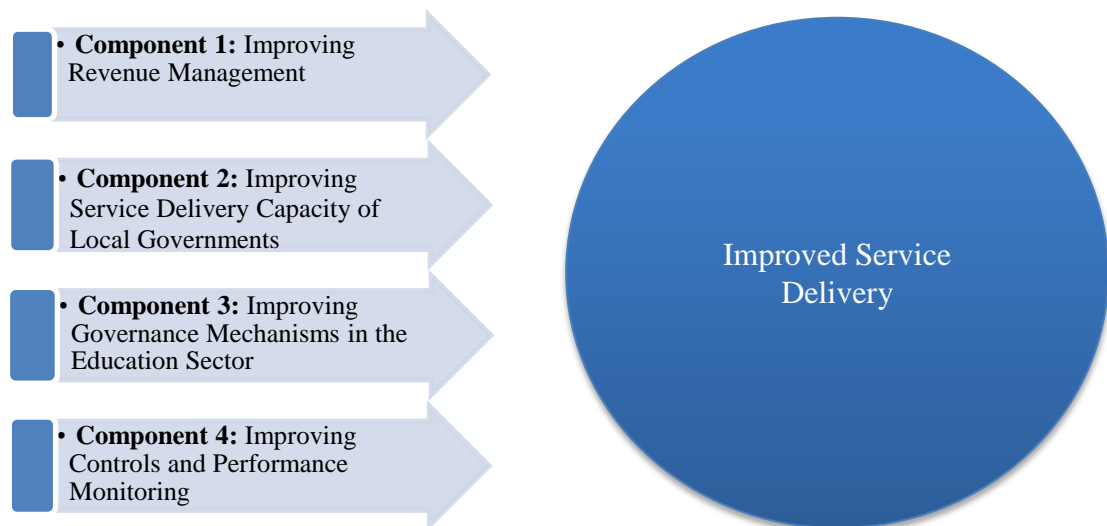 • Component 1: Improving
Revenue Management
• Component 2: Improving
Service Delivery Capacity of
Local Governments
• Component 3: Improving
Governance Mechanisms in the
Education Sector
• Component 4: Improving
Controls and Performance
Monitoring
Improved Service
Delivery